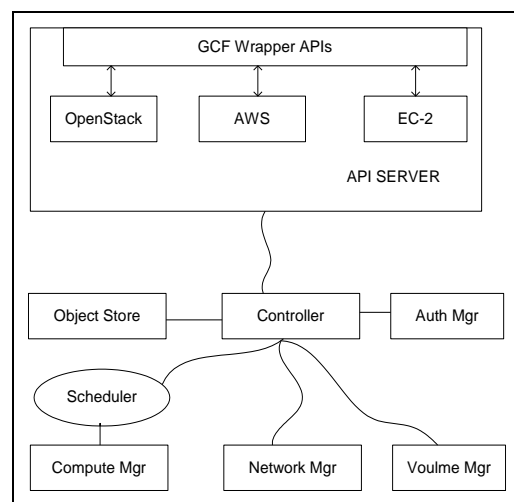 GCF Wrapper APIs
OpenStack
AWS
EC-2
API SERVER
Object Store
Controller
Auth Mgr
Scheduler
Compute Mgr
Network Mgr
Voulme Mgr